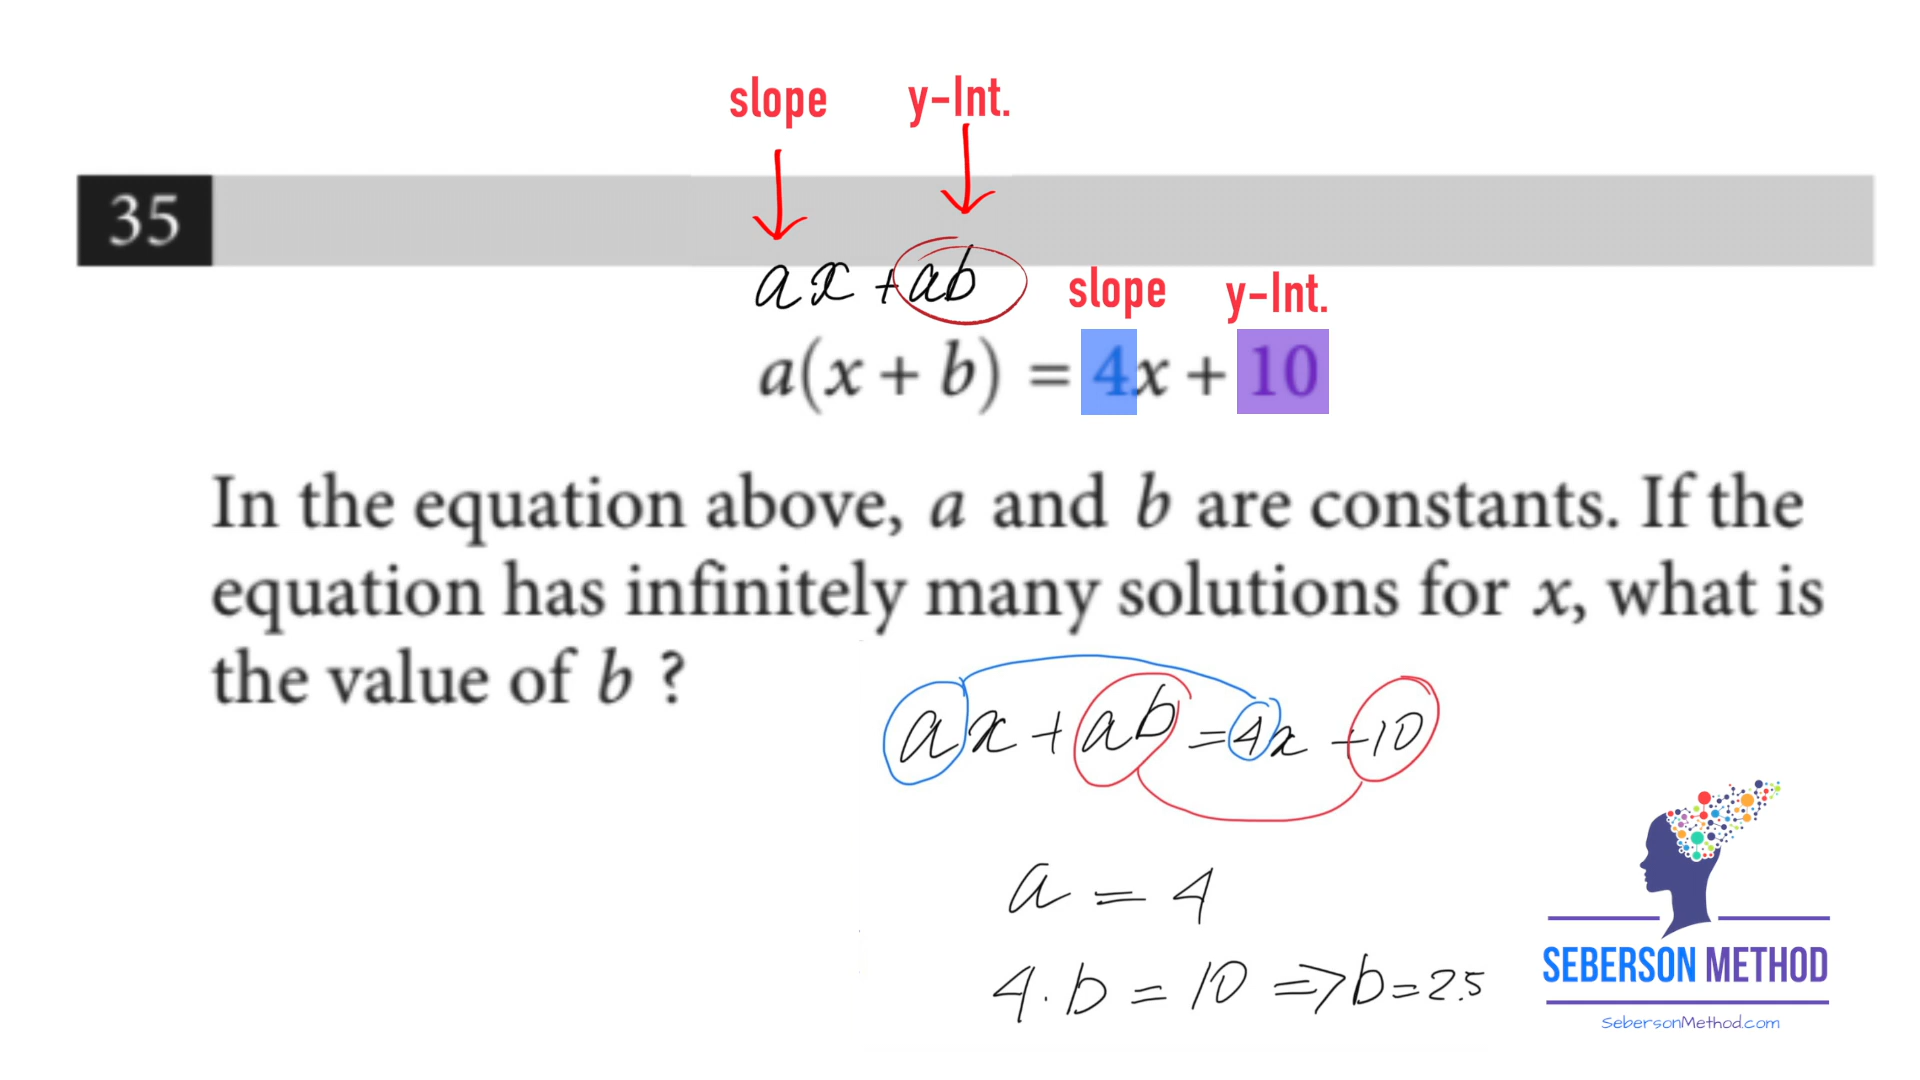 slope y-Int.
35
ax + ab
slope y-Int.
a(x + b) = 4x + 10
In the equation above, a and b are constants. If the
equation has infinitely many solutions for x, what is
the value of b ?
ax + ab = 4x + 10
a = 4
4 . b = 10 => b = 2.5
SEBERSON METHOD
SebersonMethod.com